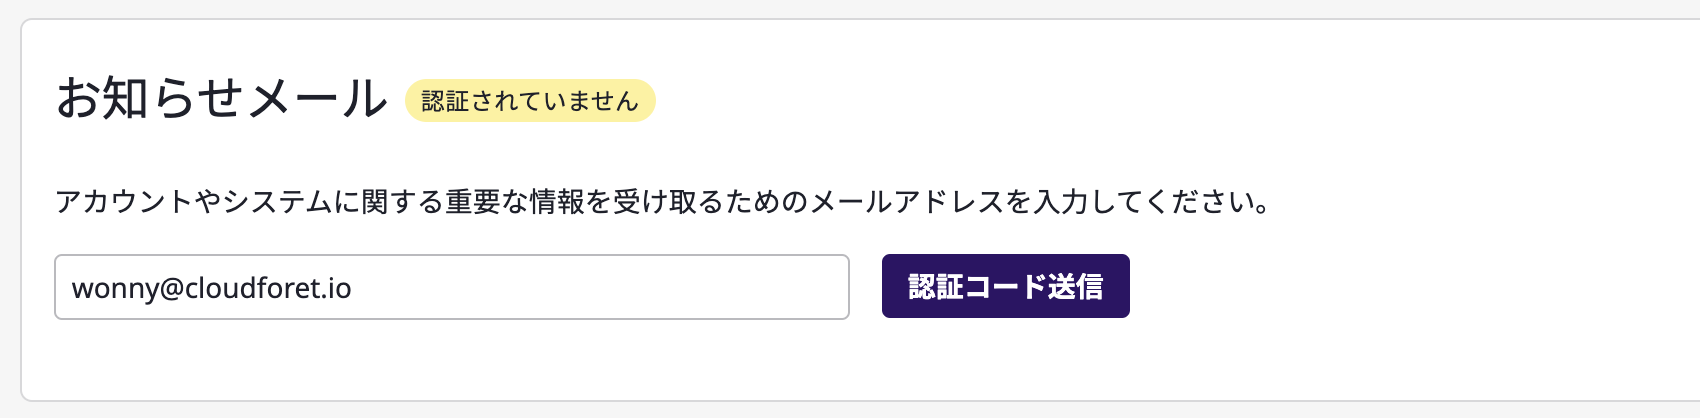 お知らせメール 認証されていません
アカウントやシステムに関する重要な情報を受け取るためのメールアドレスを入力してください。
wonny@cloudforet.io 認証コード送信